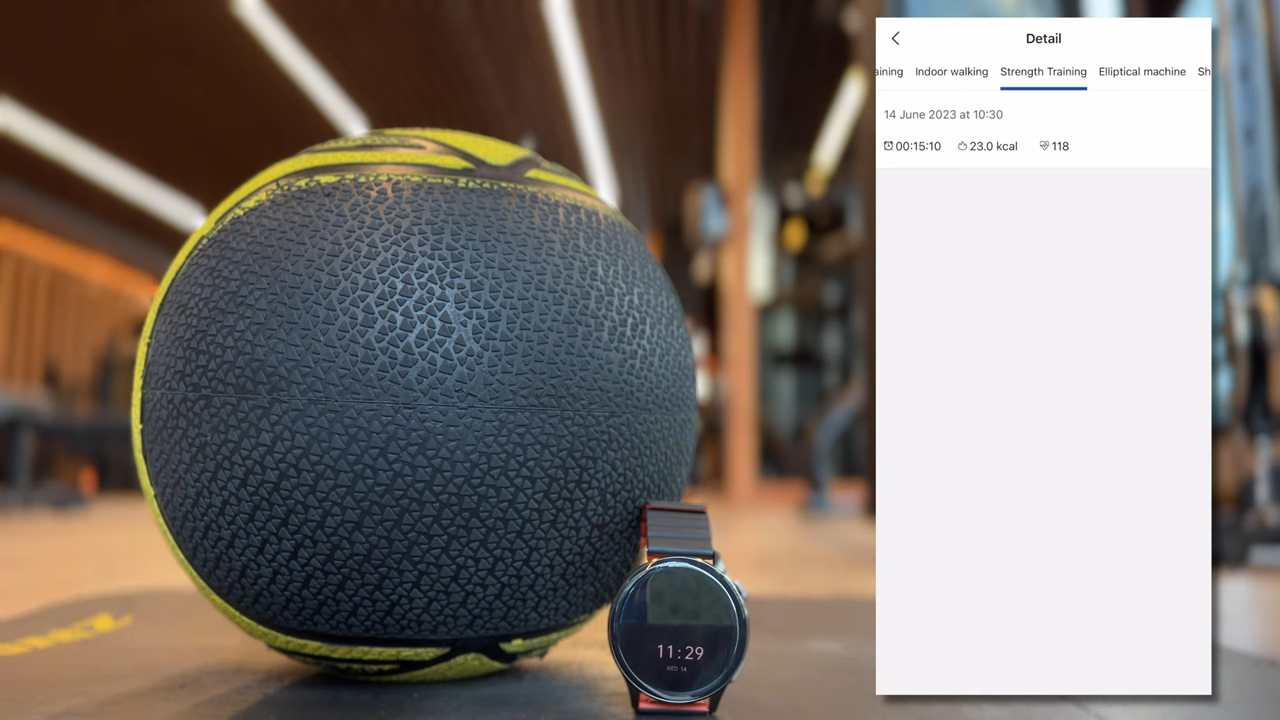 Detail
aining Indoor walking Strength Training Elliptical machine Sh
14 June 2023 at 10:30
00:15:10 23.0 kcal 118
11:29
WED 14